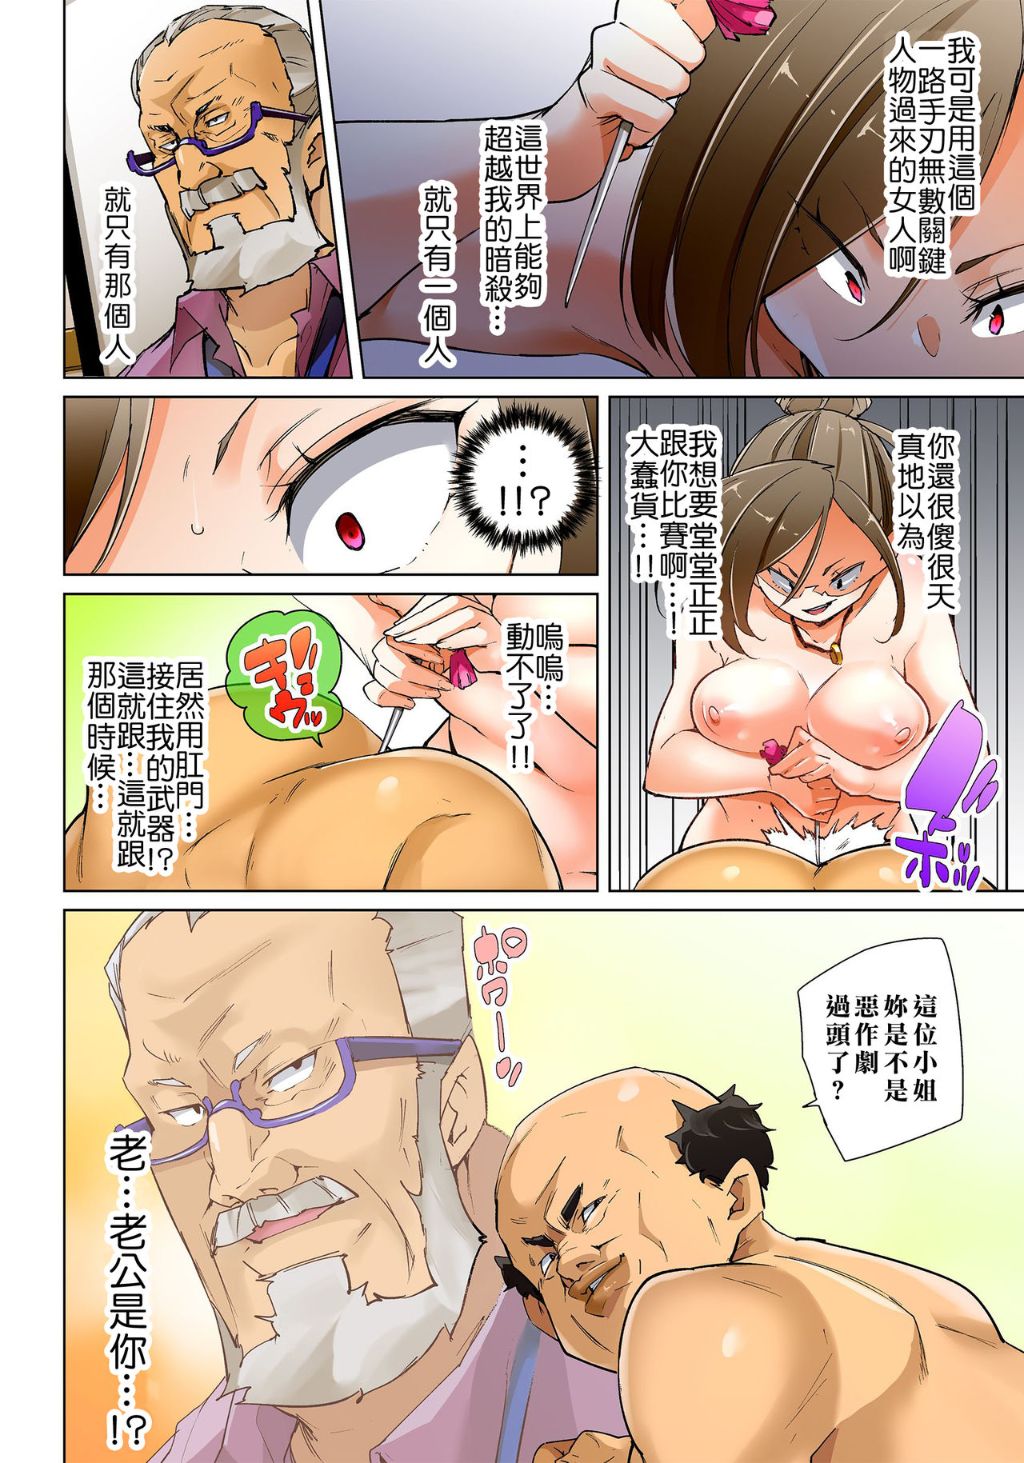 我可是用這個
一路手刃無數關鍵
人物過來的女人啊
這世界上能夠
超越我的暗殺…
就只有一個人
就只有那個人
你還很傻很天
真地以為
我想要堂堂正正
跟你比賽啊…！
大蠢貨…!!
…!!?
嗚嗚…
動不了了!!
居然用肛門…
接住我的武器!?
這就跟…這就跟
那個時候…
這位小姐
妳是不是
惡作劇
過頭了?
老…老公是你…!?